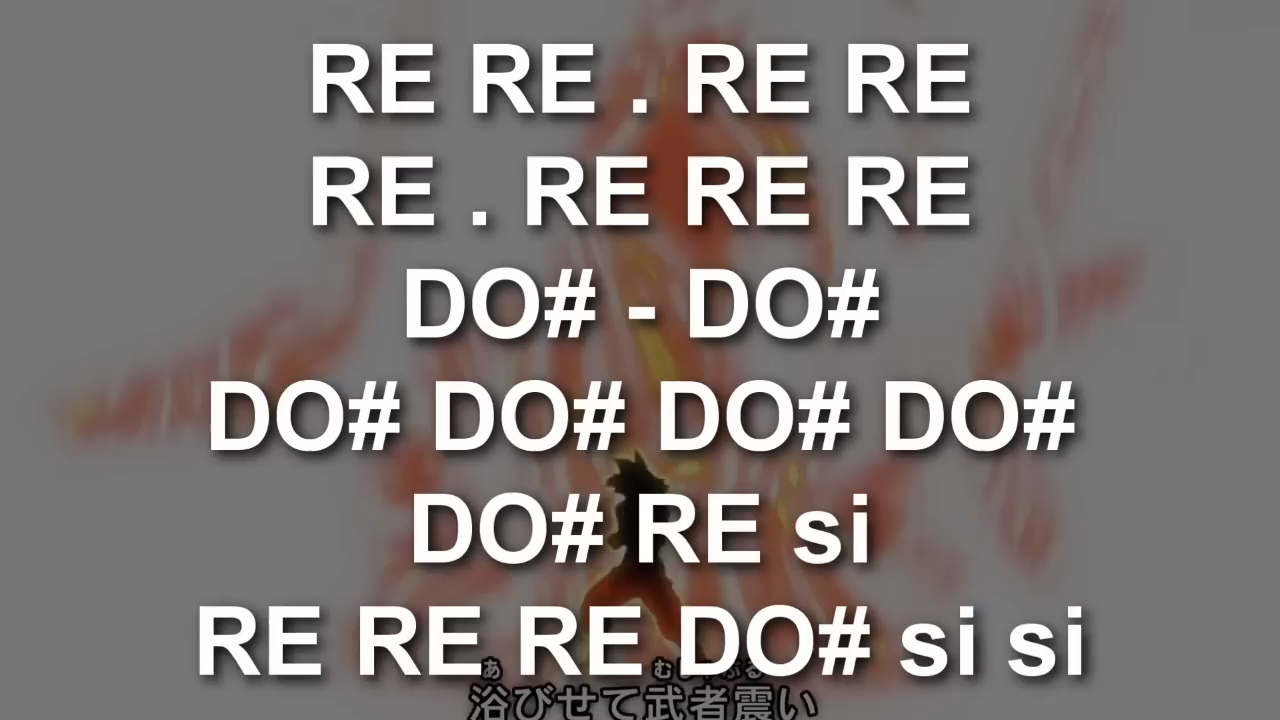 RE RE . RE RE
RE . RE RE RE
DO# - DO#
DO# DO# DO# DO#
DO# RE si
RE RE RE DO# si si
浴びせて武者震い